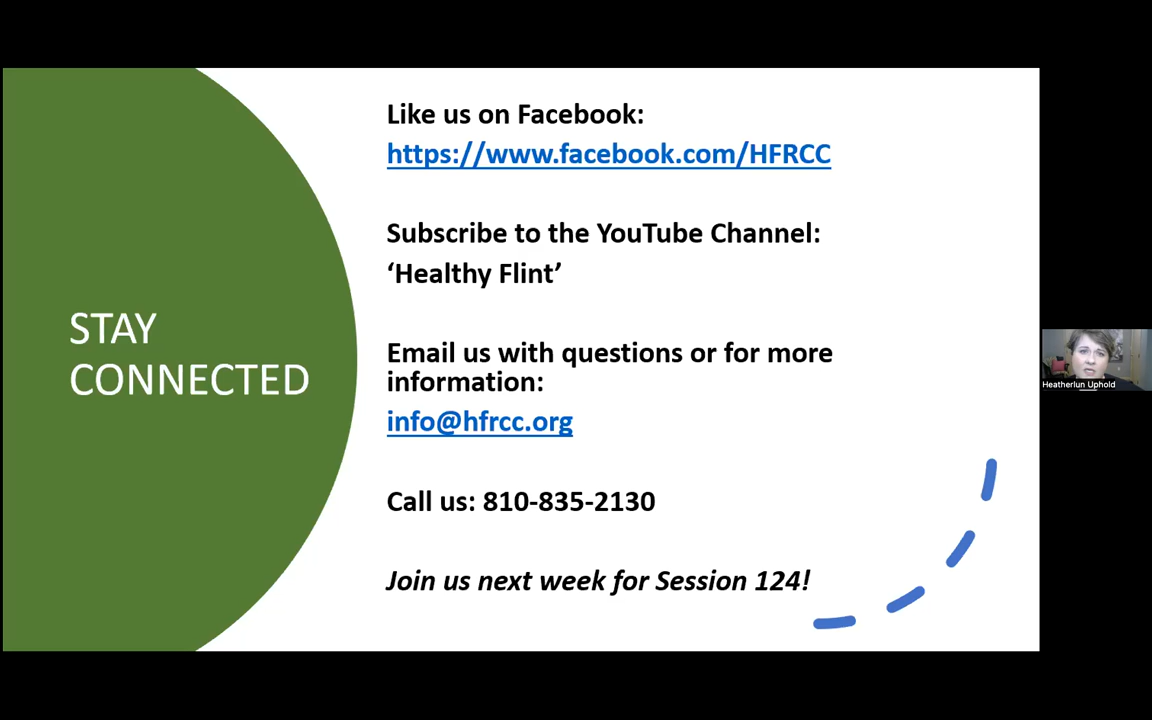 STAY
CONNECTED
Like us on Facebook:
https://www.facebook.com/HFRCC
Subscribe to the YouTube Channel:
‘Healthy Flint’
Email us with questions or for more
information:
info@hfrcc.org
Call us: 810-835-2130
Join us next week for Session 124!
Heatherlun Uphold